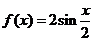 f(x) = 2sin x/2